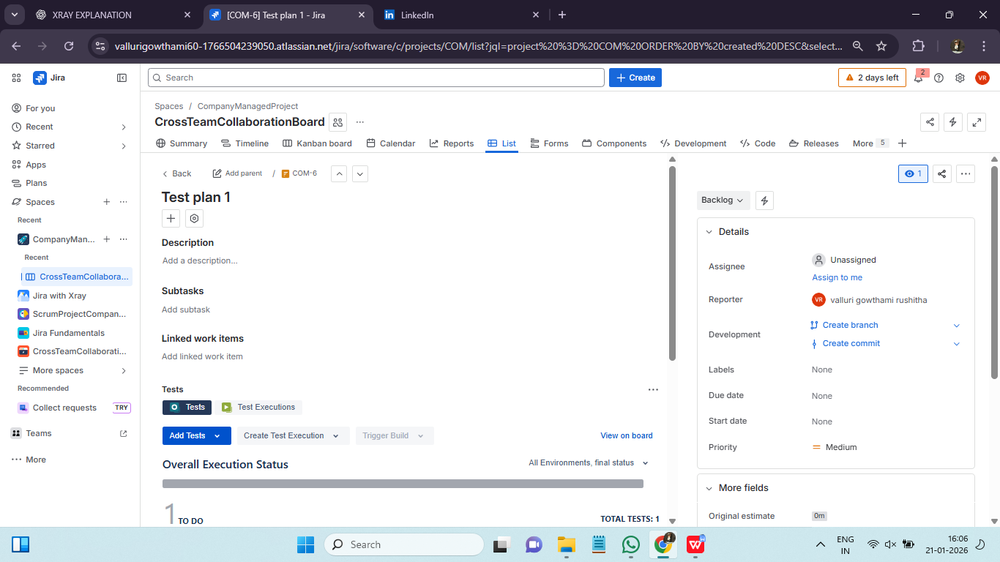 XRAY EXPLANATION
[COM-6] Test plan 1 - Jira
LinkedIn
vallurigowthami60-1766504239050.atlassian.net/jira/software/c/projects/COM/list?jql=project%20%3D%20COM%20ORDER%20BY%20created%20DESC&selec...
Jira
Search
Create
2 days left
2
VR
For you
Recent
Starred
Apps
Plans
Spaces
Recent
CompanyMan...
Recent
CrossTeamCollabora...
Jira with Xray
ScrumProjectCompan...
Jira Fundamentals
CrossTeamCollaborati...
More spaces
Recommended
Collect requests TRY
Teams
More
Spaces / CompanyManagedProject
CrossTeamCollaborationBoard
Summary Timeline Kanban board Calendar Reports List Forms Components Development Code Releases More 5
Back Add parent / COM-6
Test plan 1
Description
Add a description...
Subtasks
Add subtask
Linked work items
Add linked work item
Tests
Tests Test Executions
Add Tests Create Test Execution Trigger Build View on board
Overall Execution Status All Environments, final status
1 TO DO TOTAL TESTS: 1
1
Backlog
Details
Assignee Unassigned
Assign to me
Reporter VR valluri gowthami rushitha
Development Create branch
Create commit
Labels None
Due date None
Start date None
Priority Medium
More fields
Original estimate 0m
Search
ENG
IN
16:06
21-01-2026